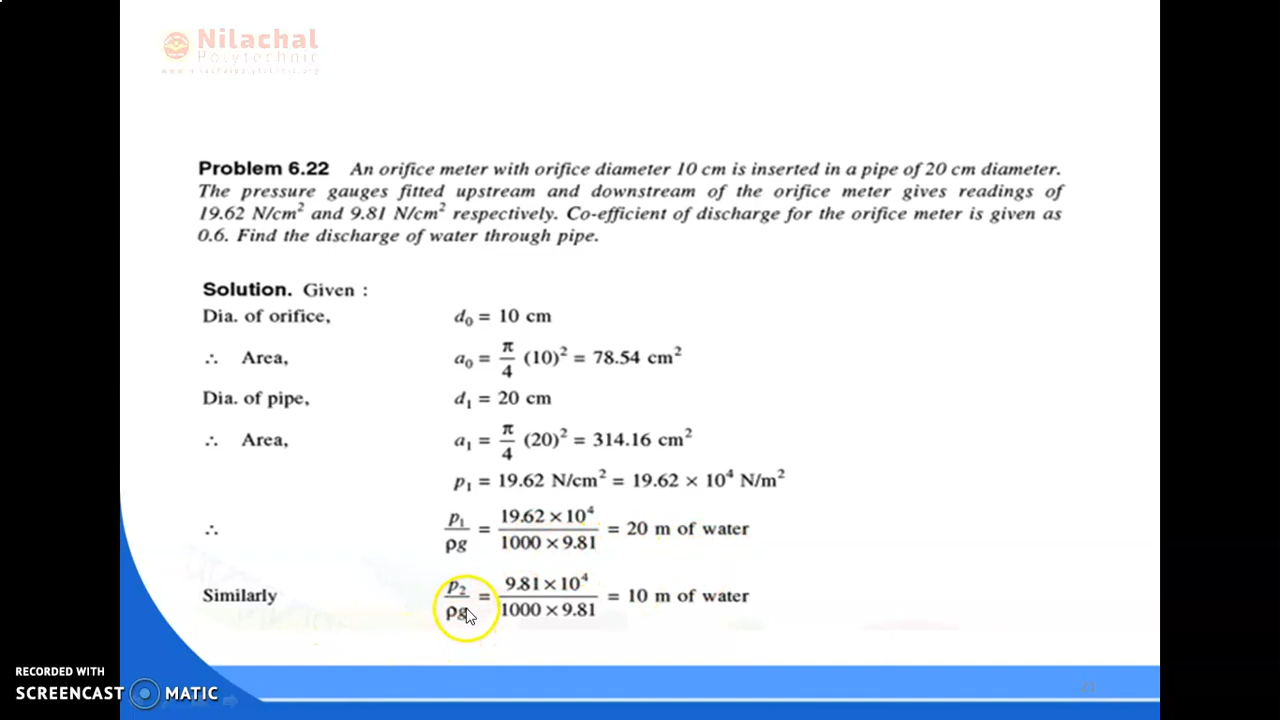 Nilachal
Polytechnic
www.nilachalpolytechnic.org
Problem 6.22 An orifice meter with orifice diameter 10 cm is inserted in a pipe of 20 cm diameter.
The pressure gauges fitted upstream and downstream of the orifice meter gives readings of
19.62 N/cm² and 9.81 N/cm² respectively. Co-efficient of discharge for the orifice meter is given as
0.6. Find the discharge of water through pipe.
Solution. Given :
Dia. of orifice, d₀ = 10 cm
∴ Area, a₀ = π/4 (10)² = 78.54 cm²
Dia. of pipe, d₁ = 20 cm
∴ Area, a₁ = π/4 (20)² = 314.16 cm²
p₁ = 19.62 N/cm² = 19.62 × 10⁴ N/m²
∴ p₁/ρg = 19.62 × 10⁴/1000 × 9.81 = 20 m of water
Similarly p₂/ρg = 9.81 × 10⁴/1000 × 9.81 = 10 m of water
21
RECORDED WITH
SCREENCAST MATIC